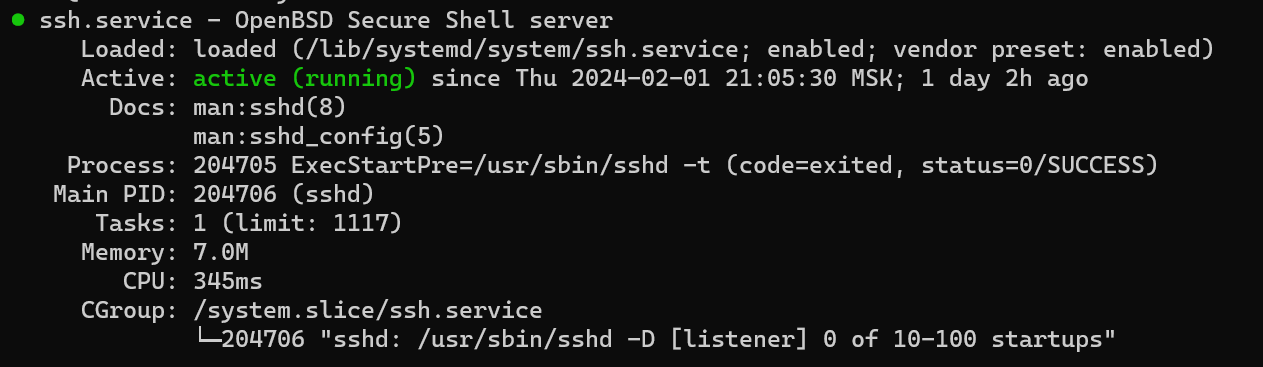 ● ssh.service - OpenBSD Secure Shell server
     Loaded: loaded (/lib/systemd/system/ssh.service; enabled; vendor preset: enabled)
     Active: active (running) since Thu 2024-02-01 21:05:30 MSK; 1 day 2h ago
       Docs: man:sshd(8)
             man:sshd_config(5)
    Process: 204705 ExecStartPre=/usr/sbin/sshd -t (code=exited, status=0/SUCCESS)
   Main PID: 204706 (sshd)
      Tasks: 1 (limit: 1117)
     Memory: 7.0M
        CPU: 345ms
     CGroup: /system.slice/ssh.service
             └─204706 "sshd: /usr/sbin/sshd -D [listener] 0 of 10-100 startups"